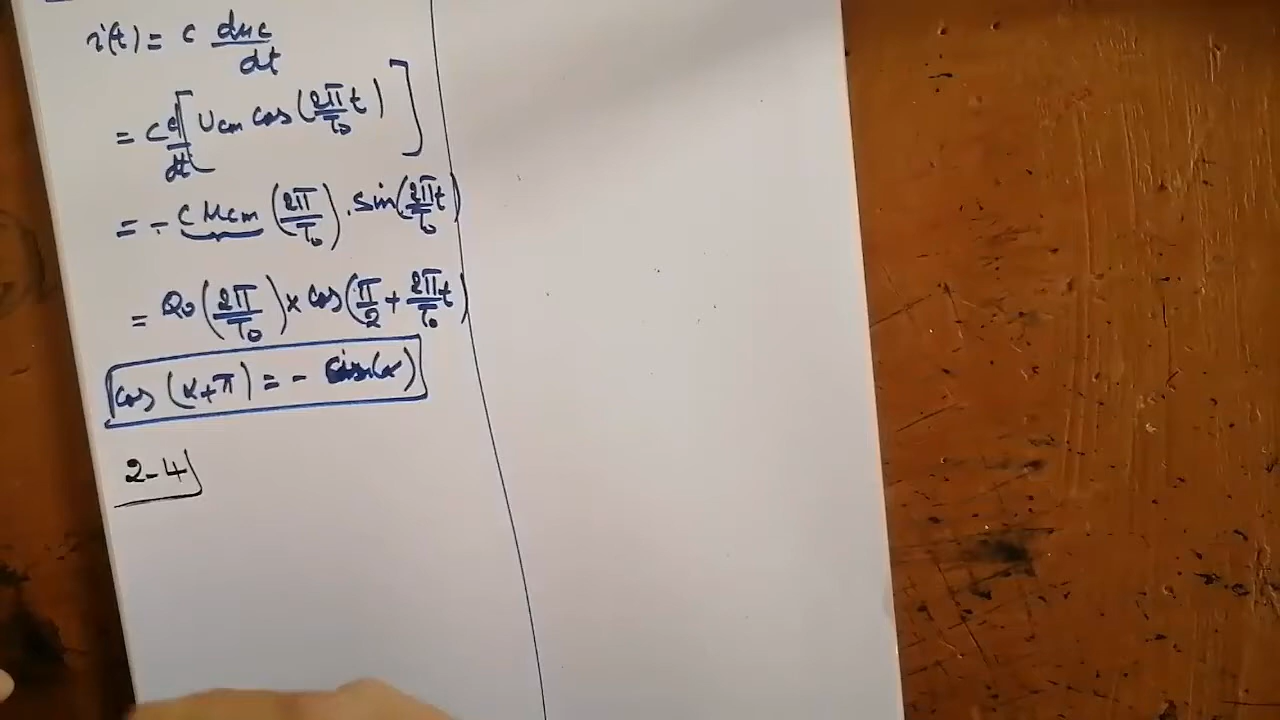 i(t) = C duc/dt
= C d/dt [ Ucm cos (2π/T0 t) ]
= - C Ucm (2π/T0) . sin (2π/T0 t)
= Q0 (2π/T0) × cos (π/2 + 2π/T0 t)
cos (x+π) = - sin(x)
2-4